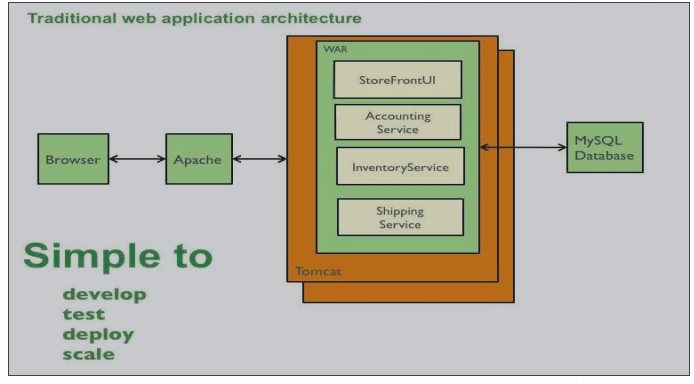 Traditional web application architecture
WAR
StoreFrontUI
Accounting
Service
InventoryService
Shipping
Service
Tomcat
Browser
Apache
MySQL
Database
Simple to
develop
test
deploy
scale